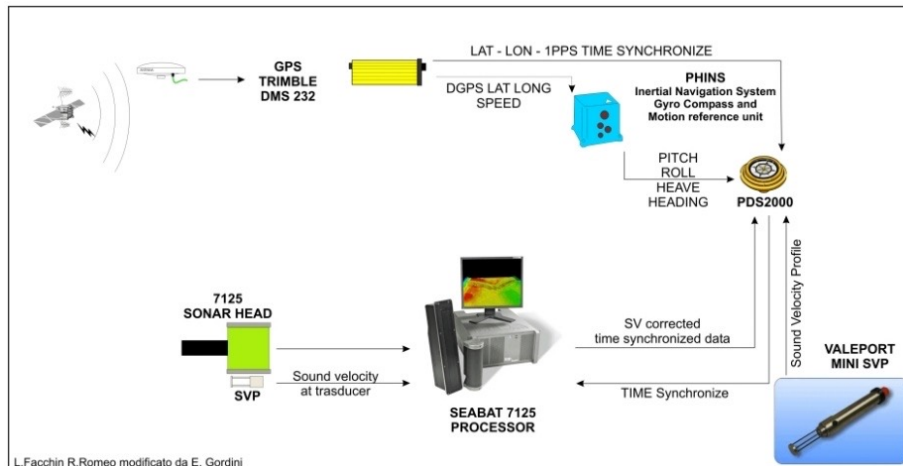 LAT - LON - 1PPS TIME SYNCHRONIZE
GPS
TRIMBLE
DMS 232
DGPS LAT LONG
SPEED
PHINS
Inertial Navigation System
Gyro Compass and
Motion reference unit
PITCH
ROLL
HEAVE
HEADING
PDS2000
7125
SONAR HEAD
SVP
Sound velocity
at trasducer
SEABAT 7125
PROCESSOR
SV corrected
time synchronized data
TIME Synchronize
Sound Velocity Profile
VALEPORT
MINI SVP
L.Facchin R.Romeo modificato da E. Gordini